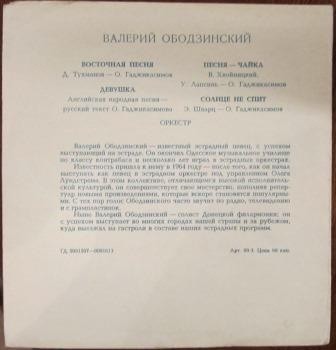 ВАЛЕРИЙ ОБОДЗИНСКИЙ
ВОСТОЧНАЯ ПЕСНЯ
Д. Тухманов — О. Гаджикасимов
ДЕВУШКА
Английская народная песня —
русский текст О. Гаджикасимова
ПЕСНЯ — ЧАЙКА
В. Хвойницкий,
У. Лапсинь — О. Гаджикасимов
СОЛНЦЕ НЕ СПИТ
Э. Шварц — О. Гаджикасимов
ОРКЕСТР
Валерий Ободзинский — известный эстрадный певец, с успехом
выступающий на эстраде. Он окончил Одесское музыкальное училище
по классу контрабаса и несколько лет играл в эстрадных оркестрах.
Известность пришла к нему в 1964 году — после того, как он начал
выступать как певец в эстрадном оркестре под управлением Олега
Лундстрема. В этом коллективе, отличающемся высокой исполнитель-
ской культурой, он совершенствует свое мастерство, пополняя репер-
туар новыми произведениями, которые вскоре становятся популярны-
ми. С тех пор голос Ободзинского часто звучит по радио, телевидению
и с грампластинок.
Ныне Валерий Ободзинский — солист Донецкой филармонии; он
с успехом выступает во многих городах нашей страны и за рубежом,
куда выезжал на гастроли в составе наших эстрадных программ.
Цена 80 коп.